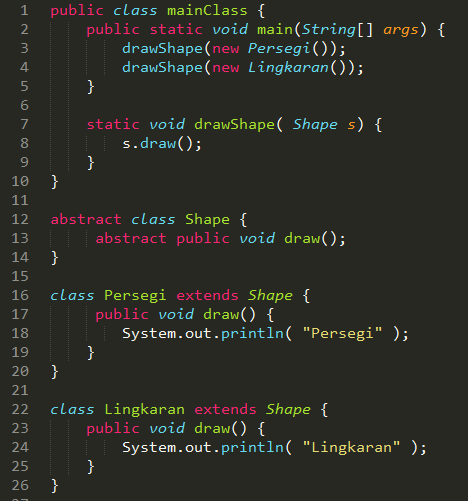 1 public class mainClass {
2     public static void main(String[] args) {
3         drawShape(new Persegi());
4         drawShape(new Lingkaran());
5     }
6
7     static void drawShape( Shape s) {
8         s.draw();
9     }
10 }
11
12 abstract class Shape {
13      abstract public void draw();
14 }
15
16 class Persegi extends Shape {
17      public void draw() {
18         System.out.println( "Persegi" );
19     }
20 }
21
22 class Lingkaran extends Shape {
23     public void draw() {
24         System.out.println( "Lingkaran" );
25     }
26 }